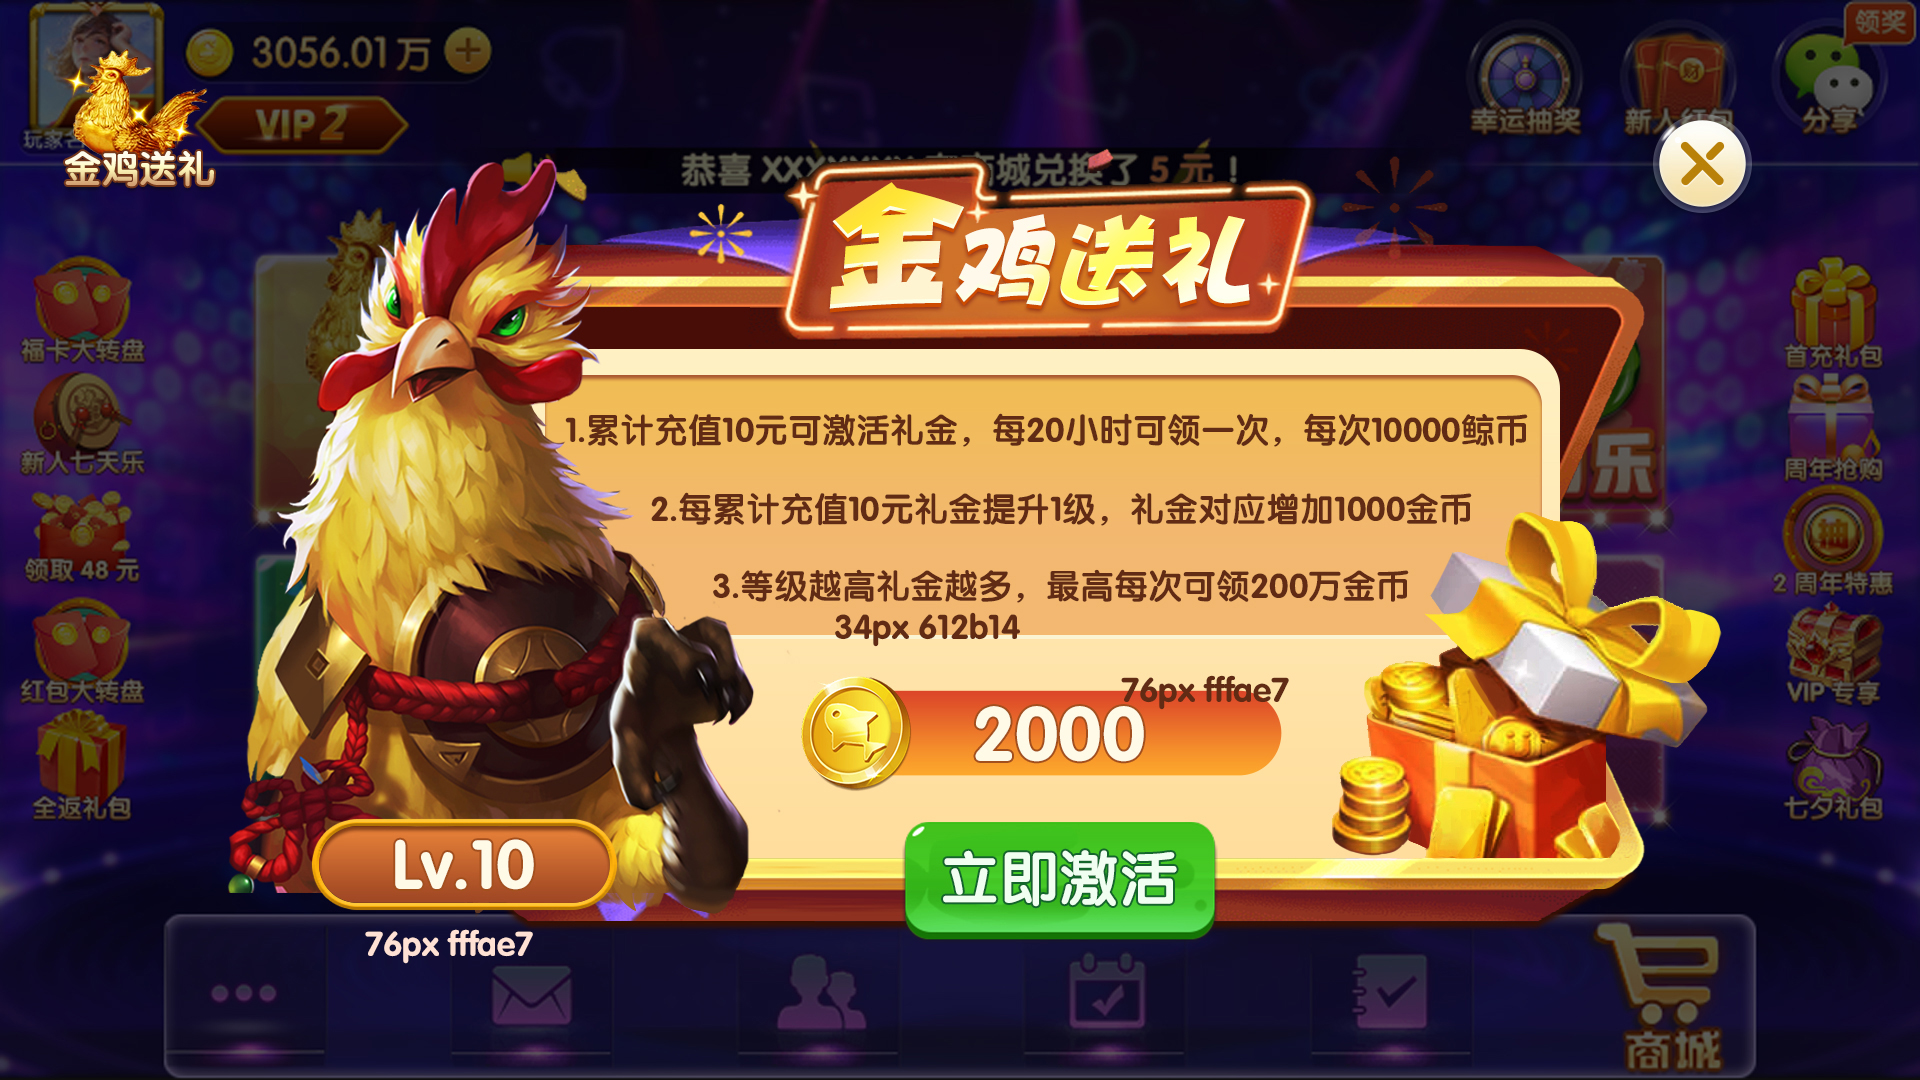 3056.01万
领奖
VIP 2
幸运抽奖
新人红包
分享
玩家名
金鸡送礼
恭喜 XXX
商城兑换了 5 元！
金鸡送礼
福卡大转盘
首充礼包
1.累计充值10元可激活礼金，每20小时可领一次，每次10000鲸币
新人七天乐
乐
周年抢购
2.每累计充值10元礼金提升1级，礼金对应增加1000金币
抽
领取 48 元
3.等级越高礼金越多，最高每次可领200万金币
2 周年特惠
34px 612b14
红包大转盘
76px fffae7
VIP 专享
2000
全返礼包
七夕礼包
Lv.10
立即激活
76px fffae7
商城